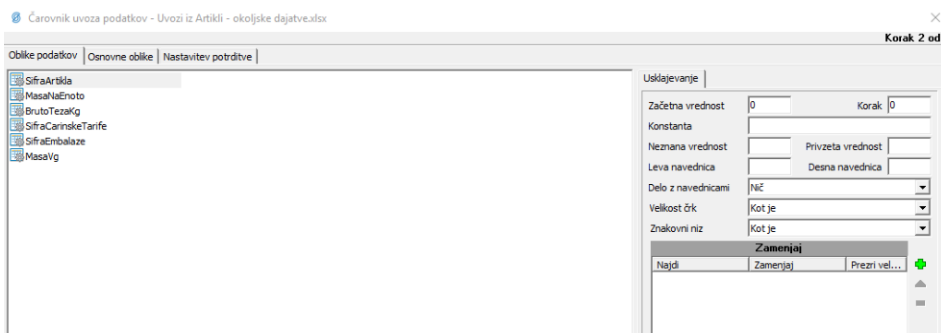 Čarovnik uvoza podatkov - Uvozi iz Artikli - okoljske dajatve.xlsx
Korak 2 od
Oblike podatkov Osnovne oblike Nastavitev potrditve
SifraArtikla
MasaNaEnoto
BrutoTezaKg
SifraCarinskeTarife
SifraEmbalaze
MasaVg
Usklajevanje
Začetna vrednost 0 Korak 0
Konstanta
Neznana vrednost Privzeta vrednost
Leva navednica Desna navednica
Delo z navednicami Nič
Velikost črk Kot je
Znakovni niz Kot je
Zamenjaj
Najdi Zamenjaj Prezri vel...